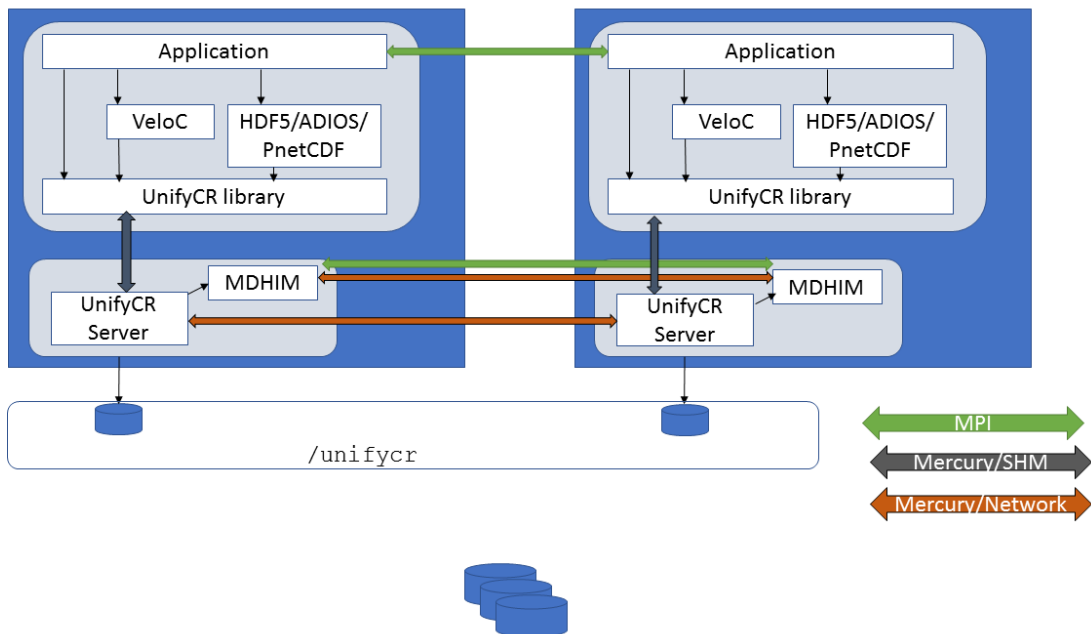 Application
VeloC
HDF5/ADIOS/
PnetCDF
UnifyCR library
MDHIM
UnifyCR
Server
Application
VeloC
HDF5/ADIOS/
PnetCDF
UnifyCR library
MDHIM
UnifyCR
Server
/unifycr
MPI
Mercury/SHM
Mercury/Network